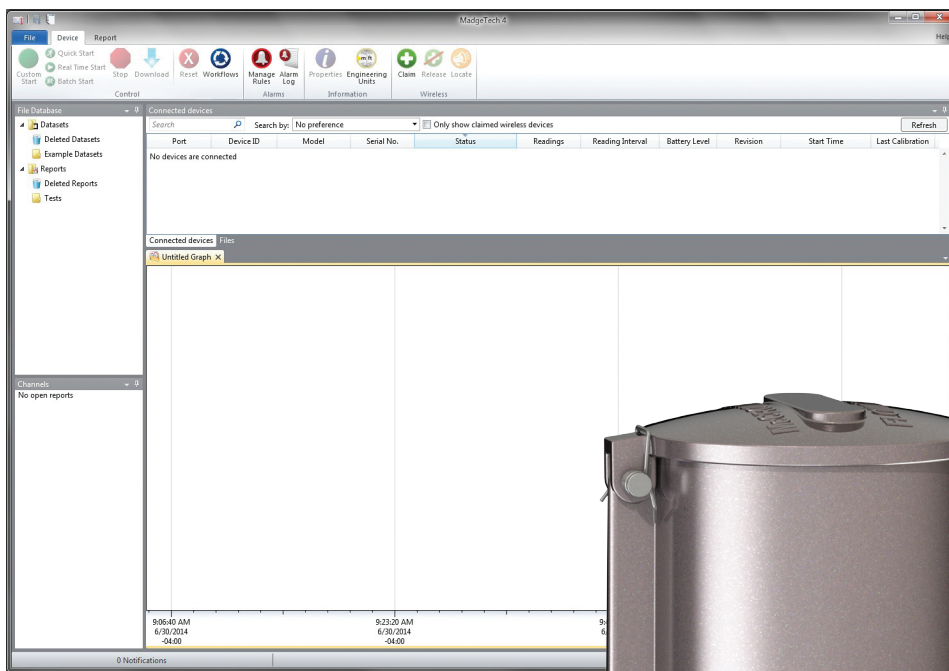 MadgeTech 4
File Device Report Help
Custom Start
Quick Start
Real Time Start
Batch Start
Stop
Download
Reset
Workflows
Manage Rules
Alarm Log
Properties
Engineering Units
Claim
Release
Locate
Control
Alarms
Information
Wireless
File Database
Datasets
Deleted Datasets
Example Datasets
Reports
Deleted Reports
Tests
Connected devices
Search
Search by: No preference
Only show claimed wireless devices
Refresh
Port Device ID Model Serial No. Status Readings Reading Interval Battery Level Revision Start Time Last Calibration
No devices are connected
Connected devices Files
Untitled Graph
Channels
No open reports
9:06:40 AM
6/30/2014
-04:00
9:23:20 AM
6/30/2014
-04:00
0 Notifications